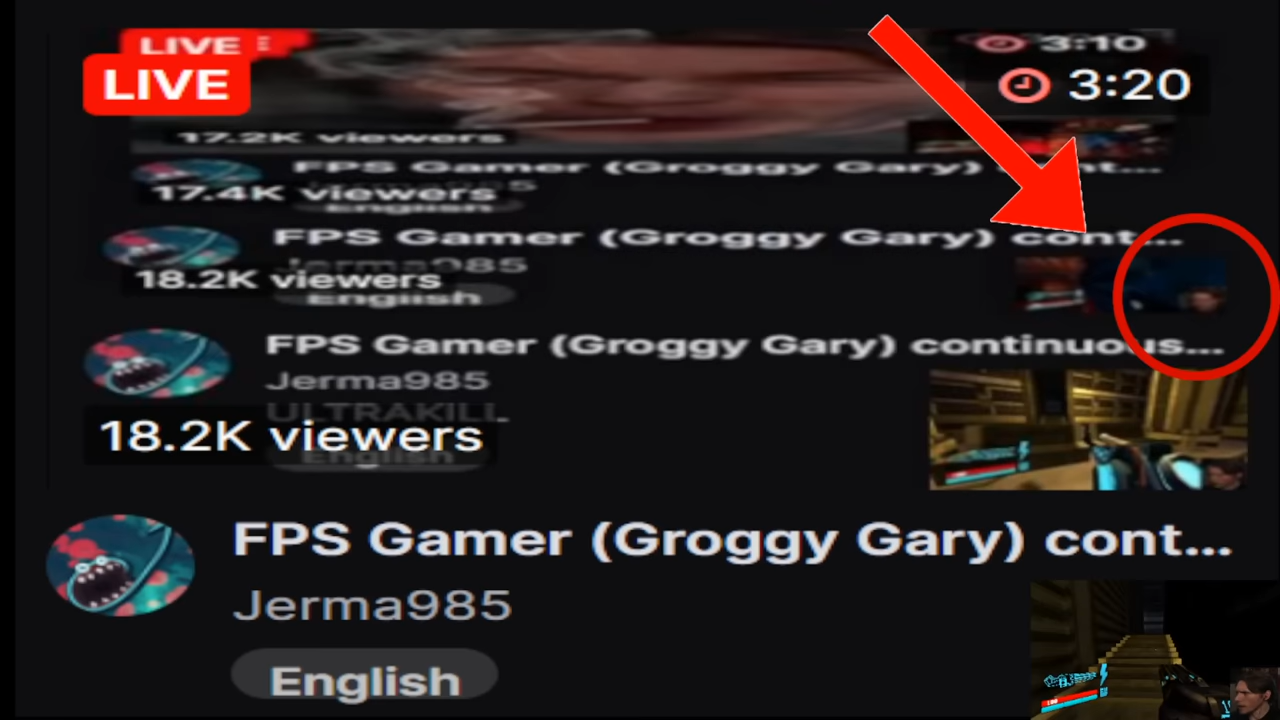 LIVE
3:10
LIVE
3:20
17.2K viewers
FPS Gamer (Groggy Gary) cont...
17.4K viewers
English
FPS Gamer (Groggy Gary) cont...
Jerma985
18.2K viewers
English
FPS Gamer (Groggy Gary) continuous...
Jerma985
ULTRAKILL
18.2K viewers
English
FPS Gamer (Groggy Gary) cont...
Jerma985
English